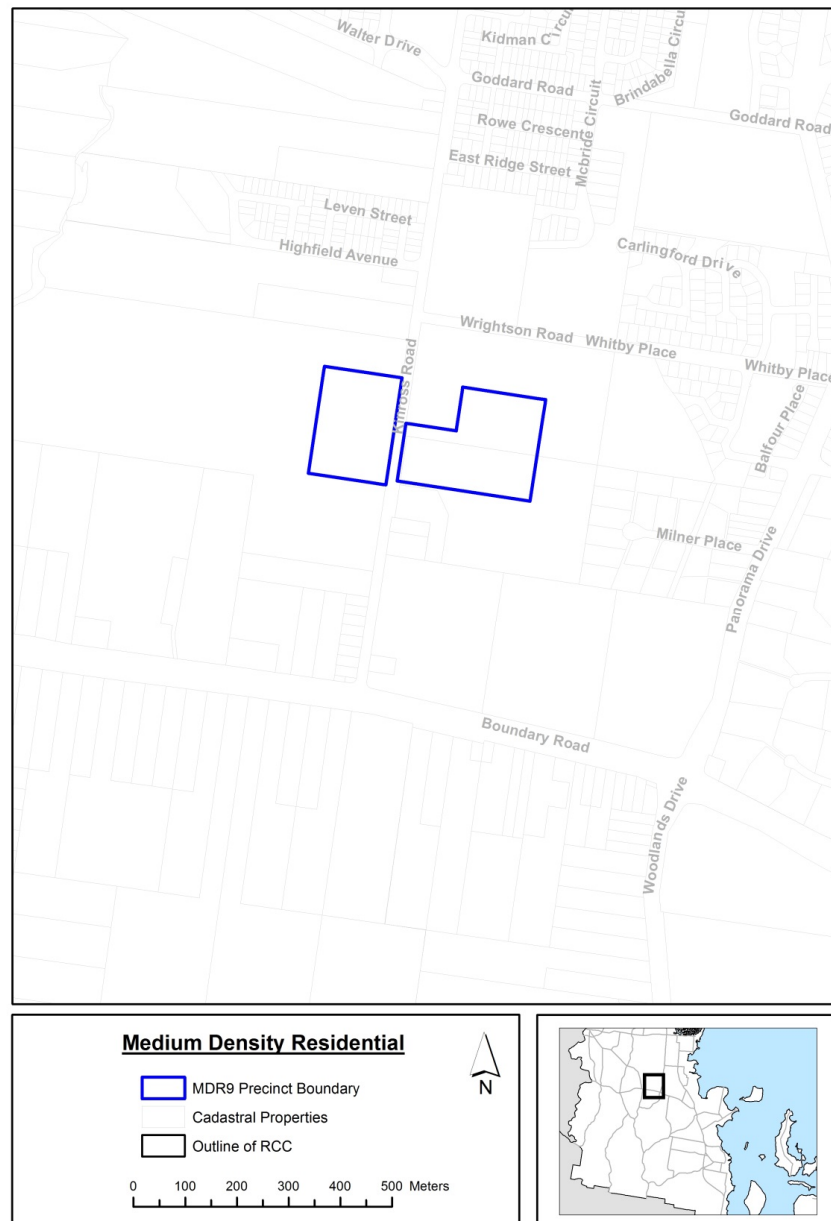 Walter Drive
Kidman Circuit
Brindabella Circu
Goddard Road
Goddard Road
Rowe Crescent
Mcbride Circuit
East Ridge Street
Leven Street
Highfield Avenue
Carlingford Drive
Wrightson Road
Whitby Place
Whitby Place
Kinross Road
Balfour Place
Milner Place
Panorama Drive
Boundary Road
Woodlands Drive
Medium Density Residential
MDR9 Precinct Boundary
Cadastral Properties
Outline of RCC
N
0 100 200 300 400 500 Meters